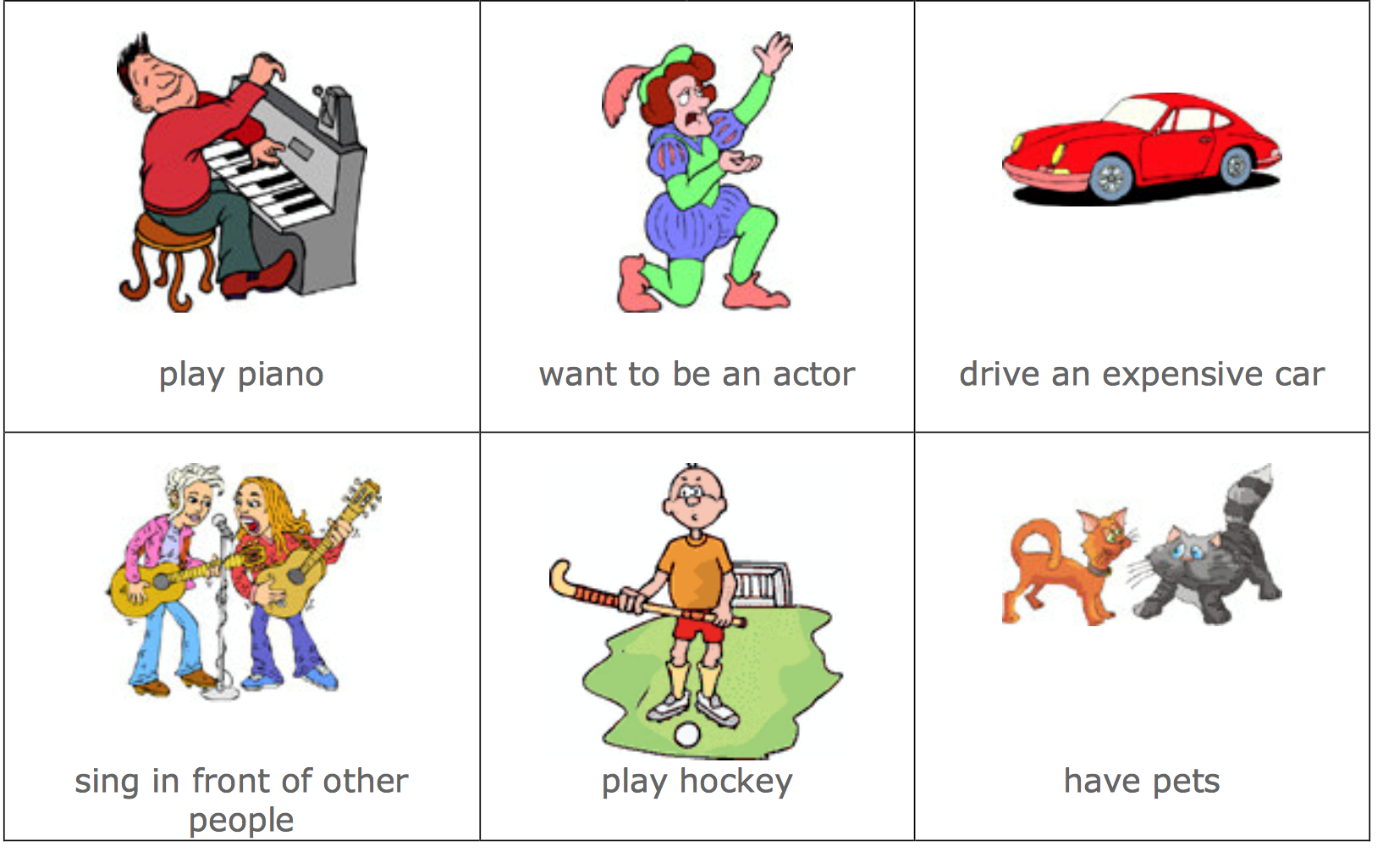 play piano
want to be an actor
drive an expensive car
sing in front of other
people
play hockey
have pets